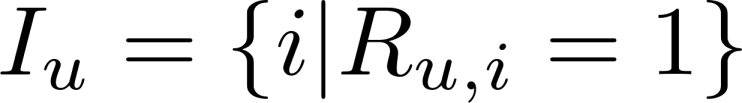 I_u = {i|R_{u,i} = 1}